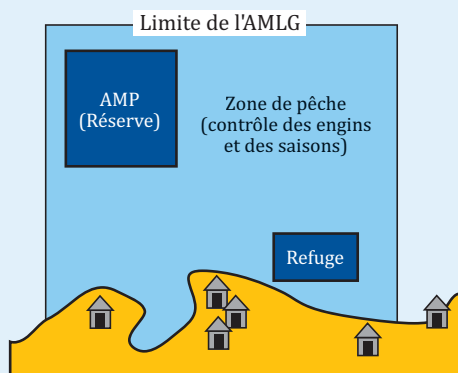 Limite de l'AMLG
AMP
(Réserve)
Zone de pêche
(contrôle des engins
et des saisons)
Refuge